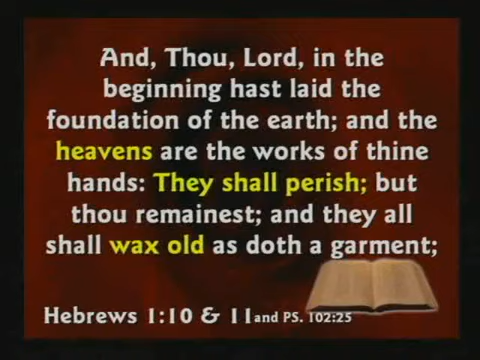 And, Thou, Lord, in the
beginning hast laid the
foundation of the earth; and the
heavens are the works of thine
hands: They shall perish; but
thou remainest; and they all
shall wax old as doth a garment;
Hebrews 1:10 & 11 and PS. 102:25